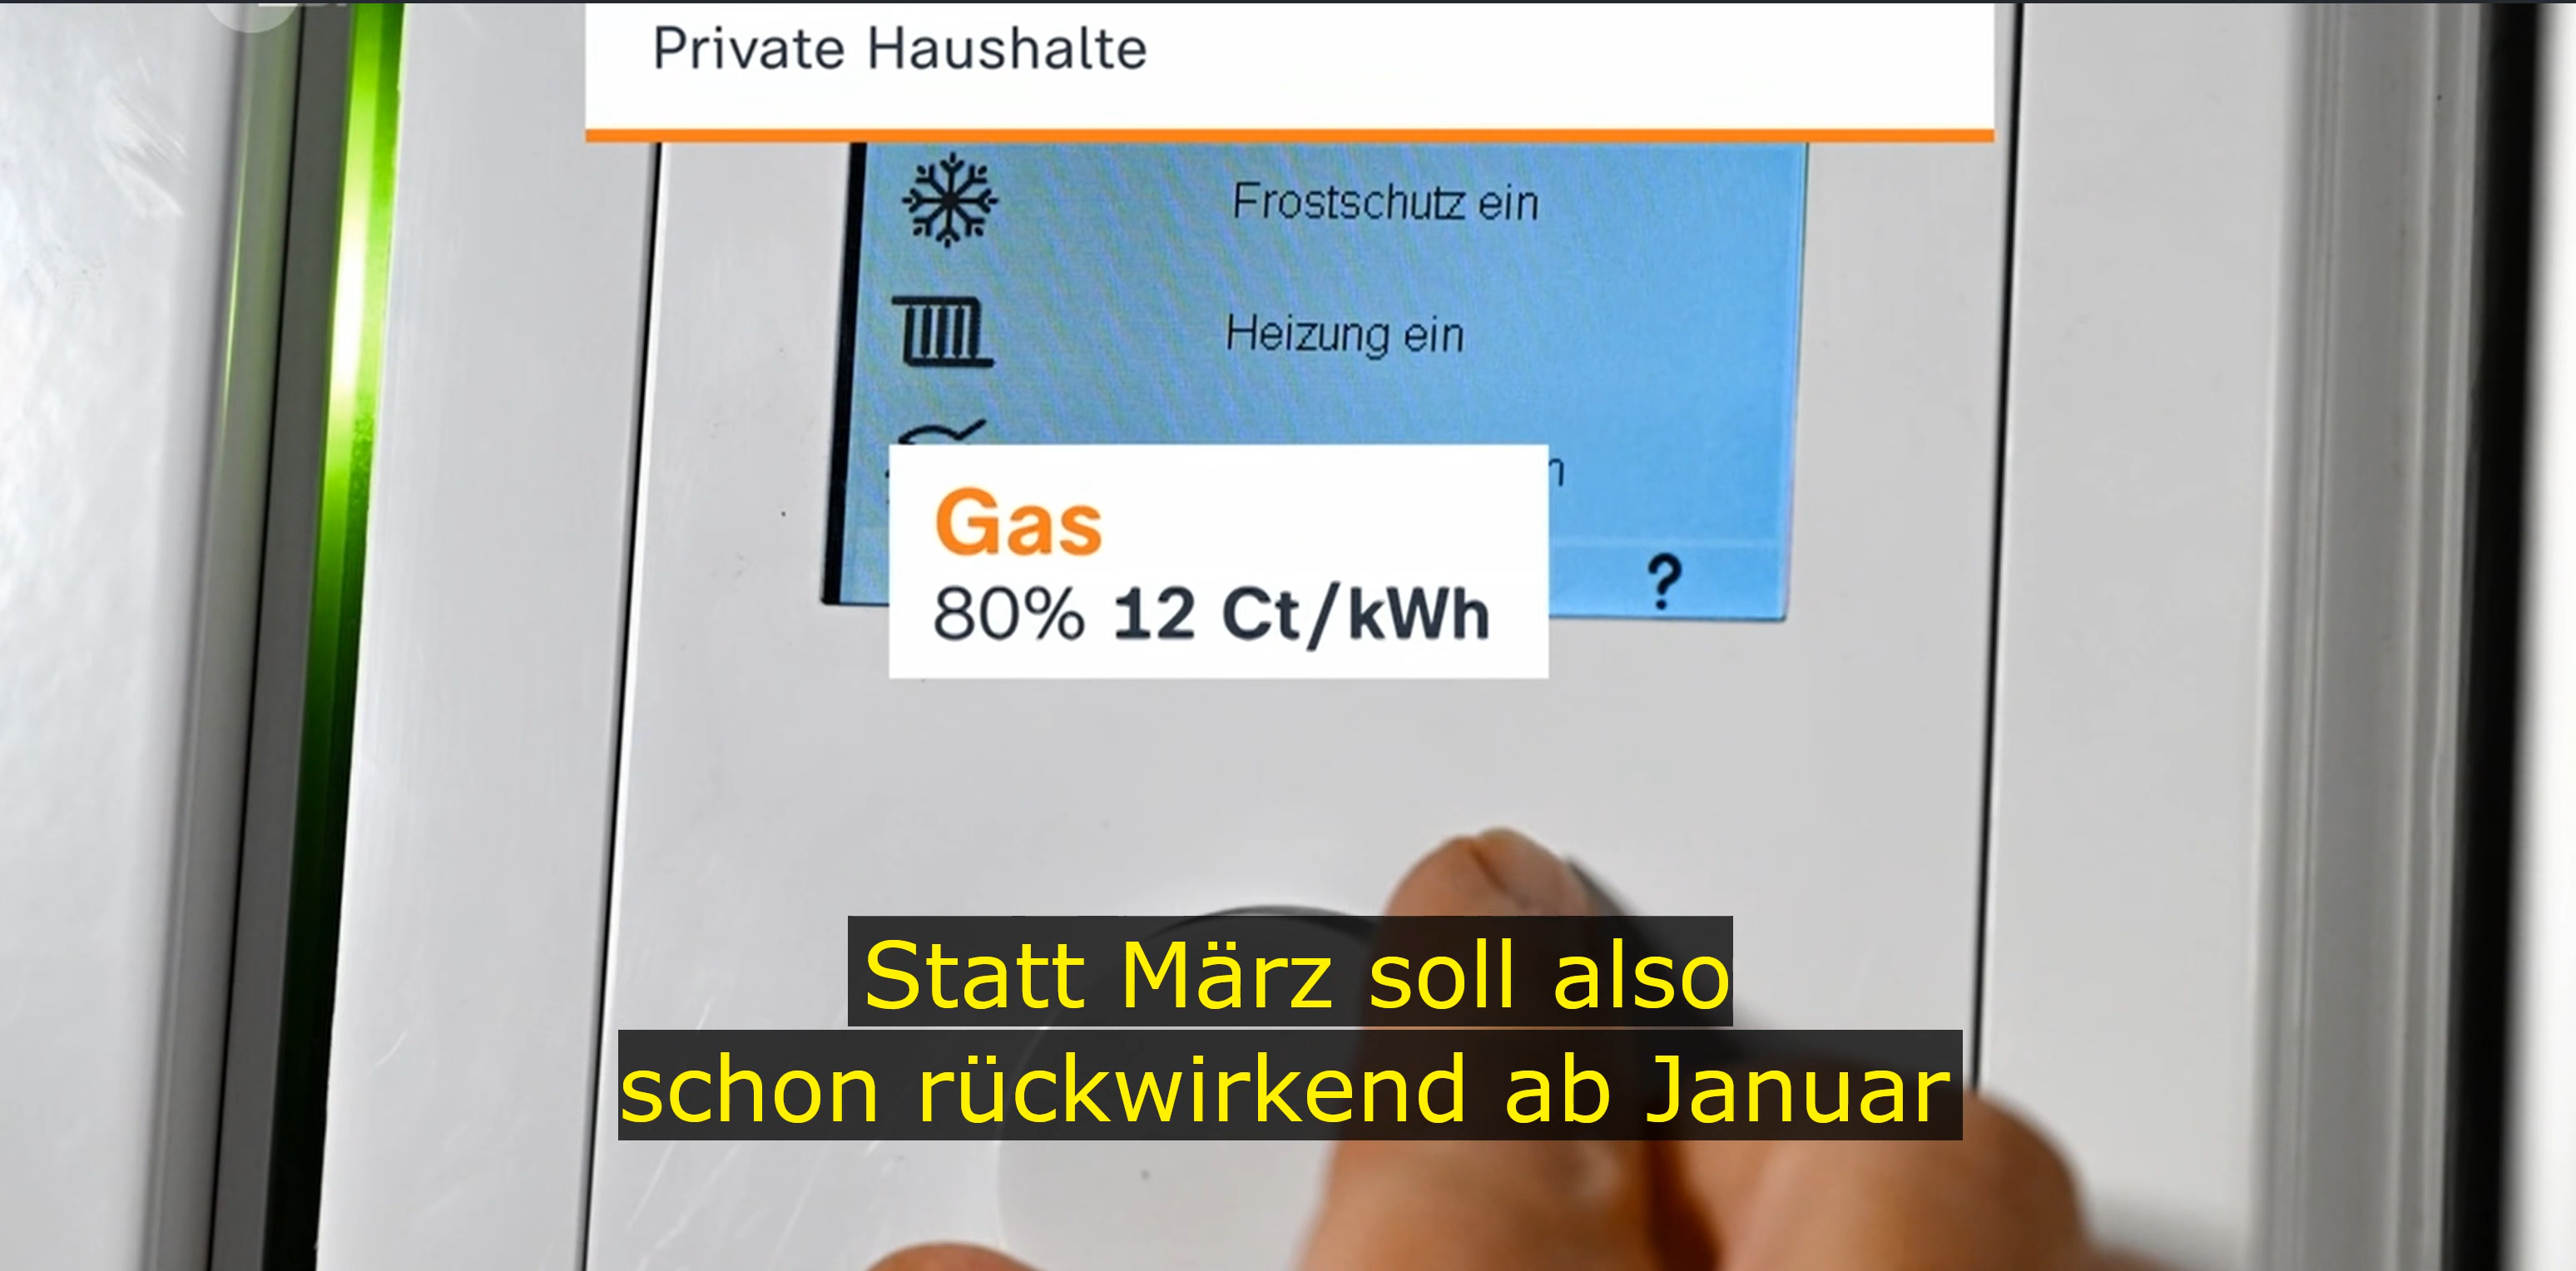 Private Haushalte
Frostschutz ein
Heizung ein
Gas
80% 12 Ct/kWh
?
Statt März soll also
schon rückwirkend ab Januar